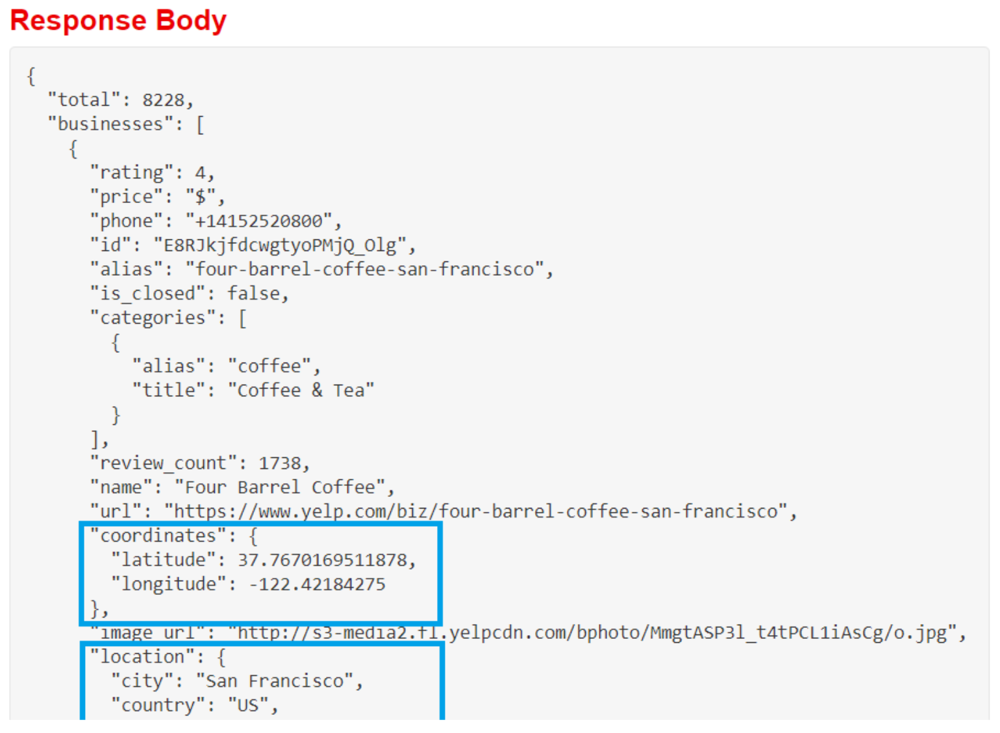 Response Body
{
"total": 8228,
"businesses": [
{
"rating": 4,
"price": "$",
"phone": "+14152520800",
"id": "E8RJkjfdcwgtyoPMjQ_Olg",
"alias": "four-barrel-coffee-san-francisco",
"is_closed": false,
"categories": [
{
"alias": "coffee",
"title": "Coffee & Tea"
}
],
"review_count": 1738,
"name": "Four Barrel Coffee",
"url": "https://www.yelp.com/biz/four-barrel-coffee-san-francisco",
"coordinates": {
"latitude": 37.7670169511878,
"longitude": -122.42184275
},
"image_url": "http://s3-media2.fl.yelpcdn.com/bphoto/MmgtASP3l_t4tPCL1iAsCg/o.jpg",
"location": {
"city": "San Francisco",
"country": "US",